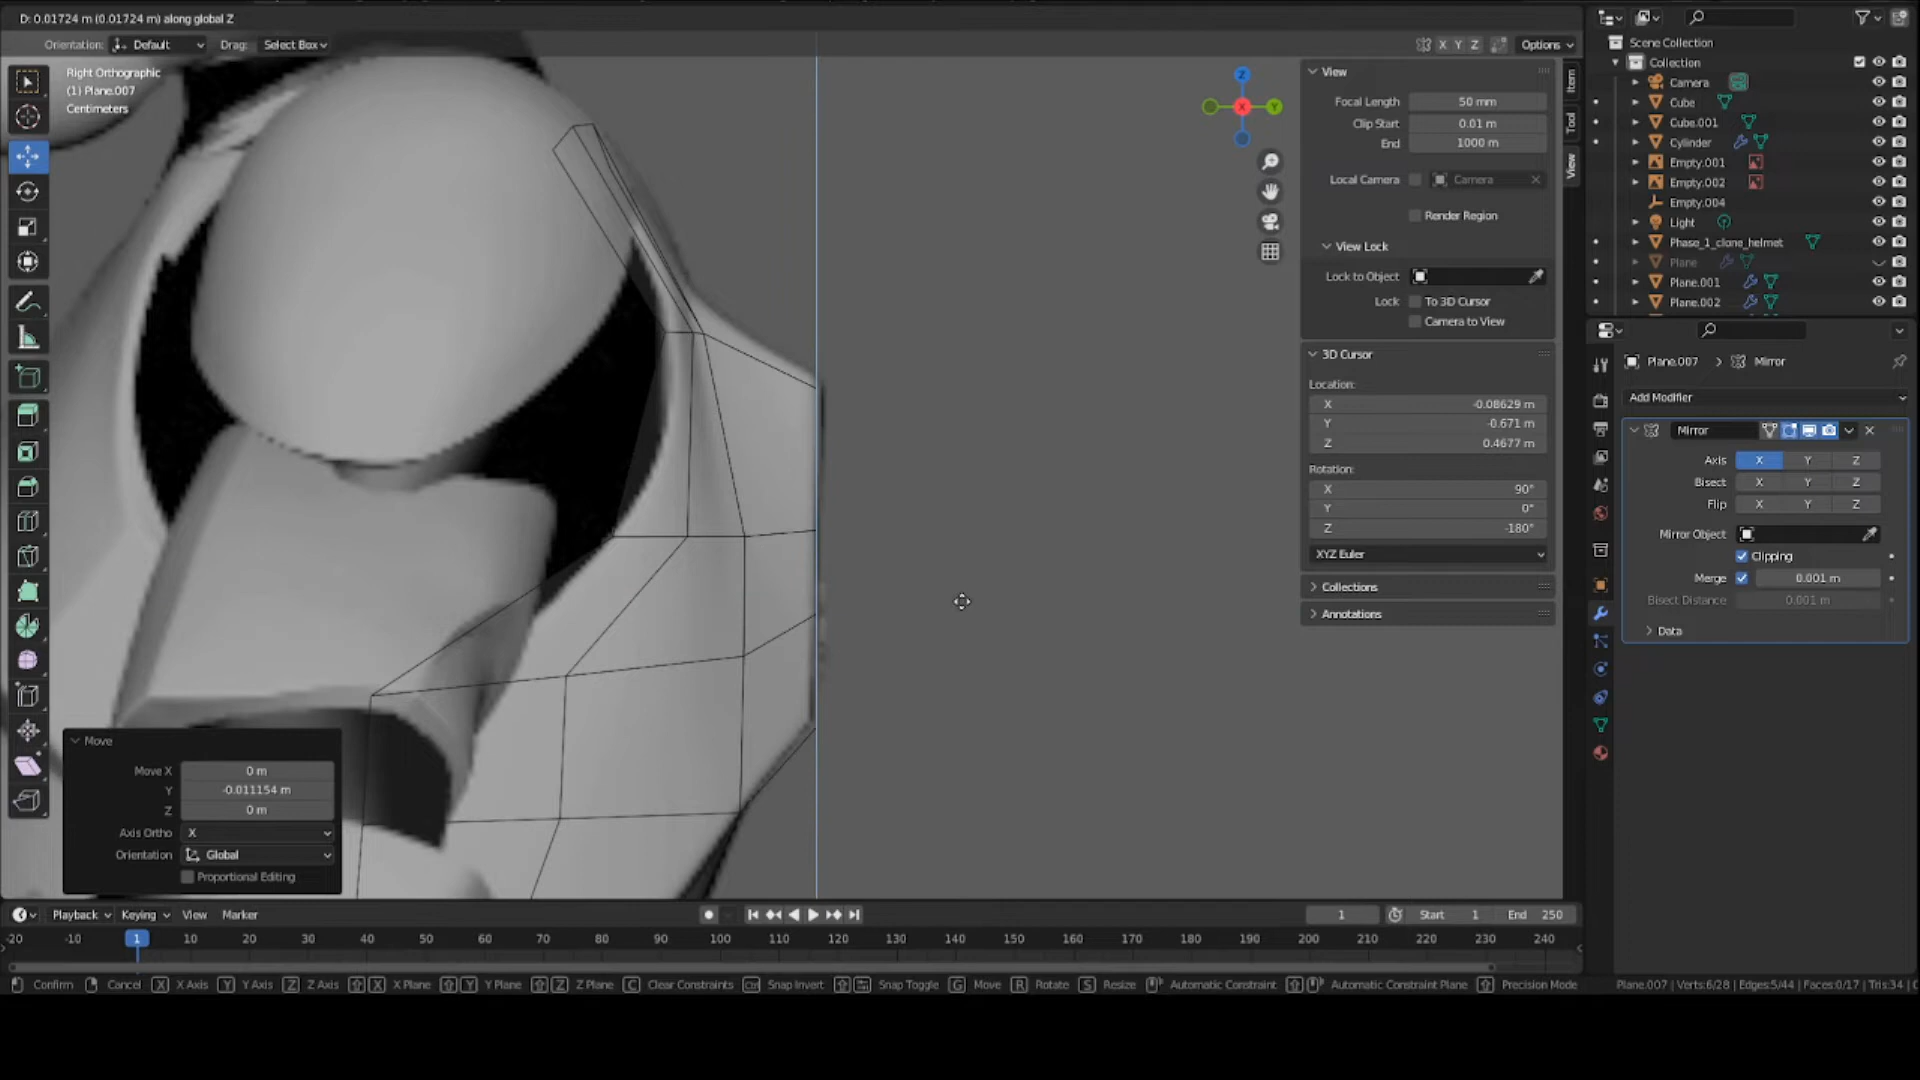 D: 0.01724 m (0.01724 m) along global Z
Orientation: Default Drag: Select Box X Y Z Options
Right Orthographic
(1) Plane.007
Centimeters
Z
X
Y
View
Focal Length 50 mm
Clip Start 0.01 m
End 1000 m
Local Camera Camera
Render Region
View Lock
Lock to Object
Lock To 3D Cursor
Camera to View
3D Cursor
Location:
X -0.08629 m
Y -0.671 m
Z 0.4677 m
Rotation:
X 90°
Y 0°
Z -180°
XYZ Euler
Collections
Annotations
Item
Tool
View
Scene Collection
Collection
Camera
Cube
Cube.001
Cylinder
Empty.001
Empty.002
Empty.004
Light
Phase_1_clone_helmet
Plane
Plane.001
Plane.002
Plane.007 > Mirror
Add Modifier
Mirror
Axis X Y Z
Bisect X Y Z
Flip X Y Z
Mirror Object
Clipping
Merge 0.001 m
Bisect Distance 0.001 m
Data
Move
Move X 0 m
Y -0.011154 m
Z 0 m
Axis Ortho X
Orientation Global
Proportional Editing
Playback Keying View Marker 1 Start 1 End 250
-20 -10 1 10 20 30 40 50 60 70 80 90 100 110 120 130 140 150 160 170 180 190 200 210 220 230 240
Confirm Cancel X X Axis Y Y Axis Z Z Axis X X Plane Y Y Plane Z Z Plane C Clear Constraints Ctrl Snap Invert Snap Toggle G Move R Rotate S Resize Automatic Constraint Automatic Constraint Plane Precision Mode Plane.007 | Verts:6/28 | Edges:5/44 | Faces:0/17 | Tris:34